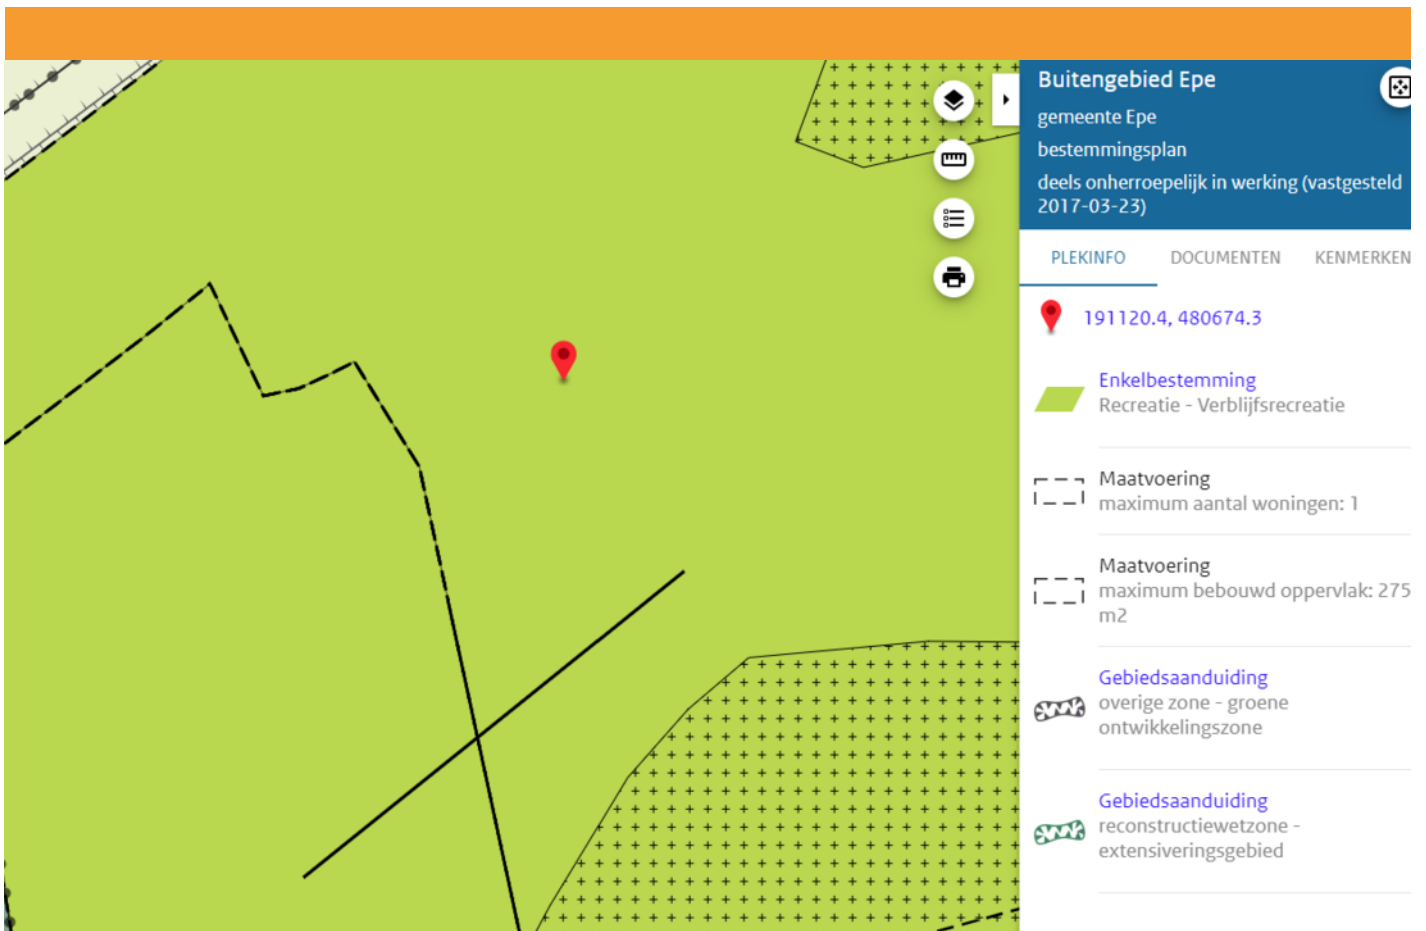 Buitengebied Epe
gemeente Epe
bestemmingsplan
deels onherroepelijk in werking (vastgesteld
2017-03-23)
PLEKINFO DOCUMENTEN KENMERKEN
191120.4, 480674.3
Enkelbestemming
Recreatie - Verblijfsrecreatie
Maatvoering
maximum aantal woningen: 1
Maatvoering
maximum bebouwd oppervlak: 275
m2
Gebiedsaanduiding
overige zone - groene
ontwikkelingszone
Gebiedsaanduiding
reconstructiewetzone -
extensiveringsgebied